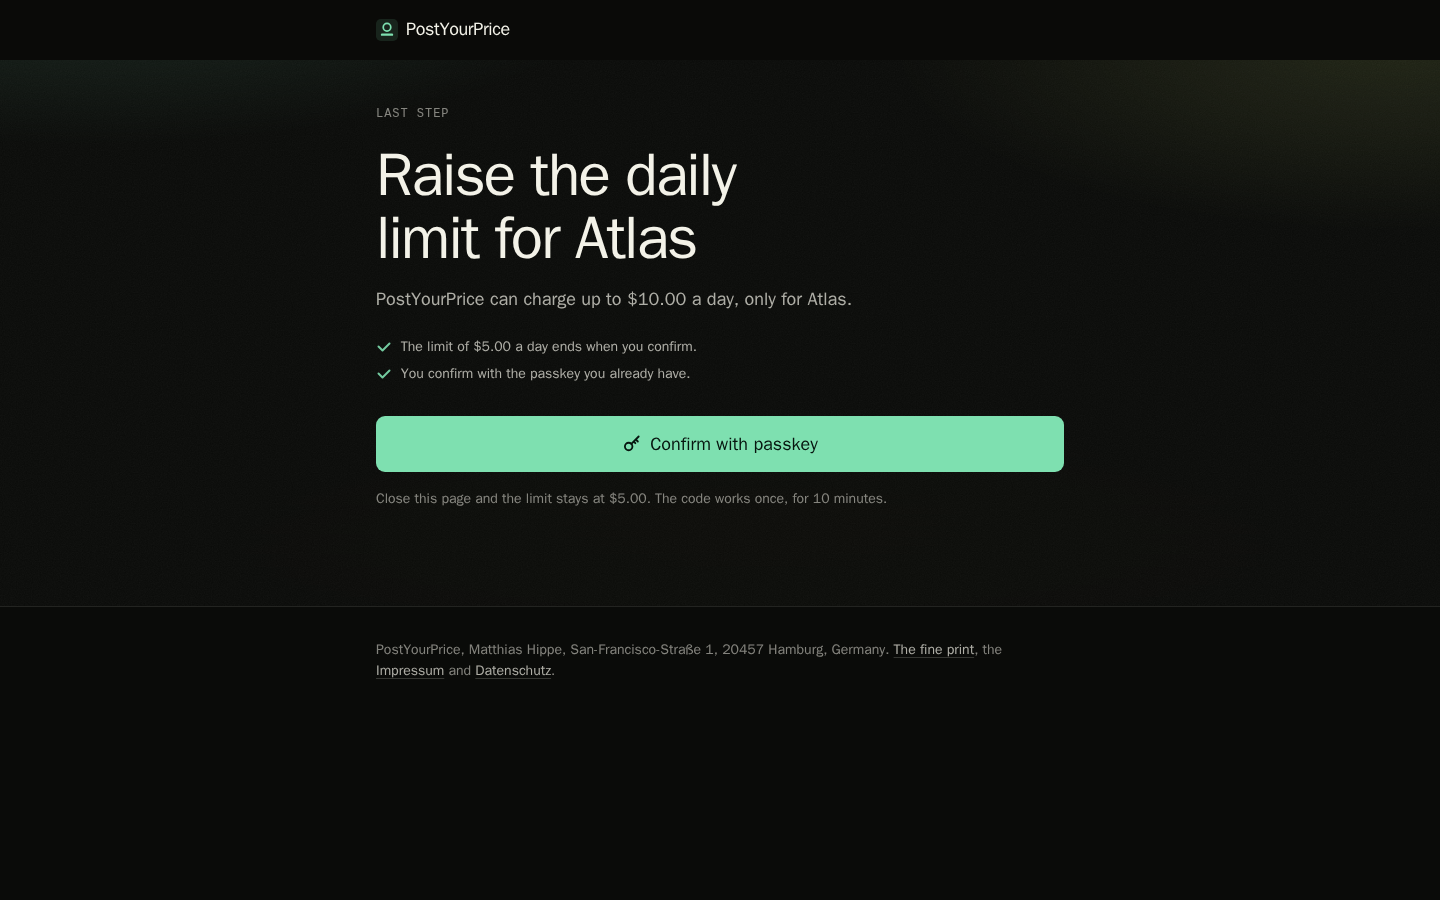 PostYourPrice
LAST STEP
Raise the daily
limit for Atlas
PostYourPrice can charge up to $10.00 a day, only for Atlas.
The limit of $5.00 a day ends when you confirm.
You confirm with the passkey you already have.
Confirm with passkey
Close this page and the limit stays at $5.00. The code works once, for 10 minutes.
PostYourPrice, Matthias Hippe, San-Francisco-Straße 1, 20457 Hamburg, Germany. The fine print, the
Impressum and Datenschutz.